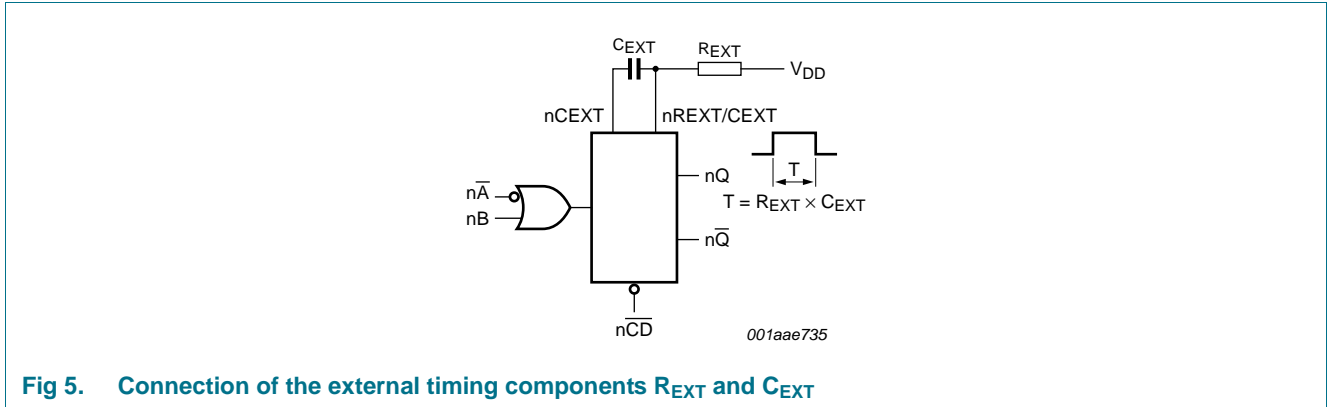 CEXT
REXT
VDD
nCEXT
nREXT/CEXT
nA̅
nB
nQ
T
T = REXT × CEXT
nQ̅
nC̅D̅
001aae735
Fig 5. Connection of the external timing components REXT and CEXT